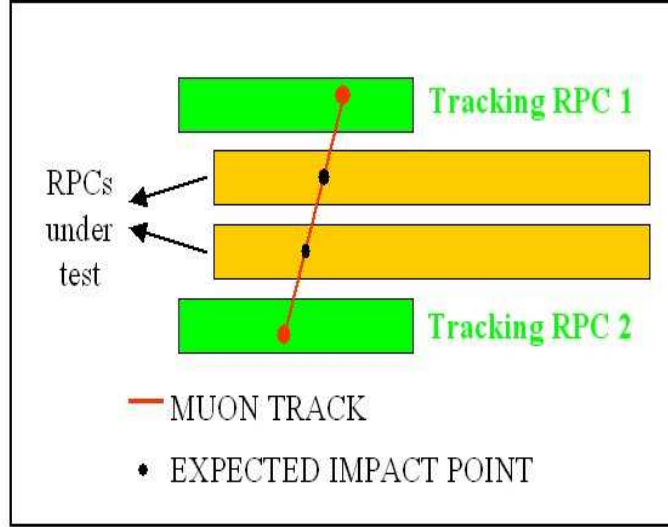 Tracking RPC 1
RPCs
under
test
Tracking RPC 2
MUON TRACK
EXPECTED IMPACT POINT